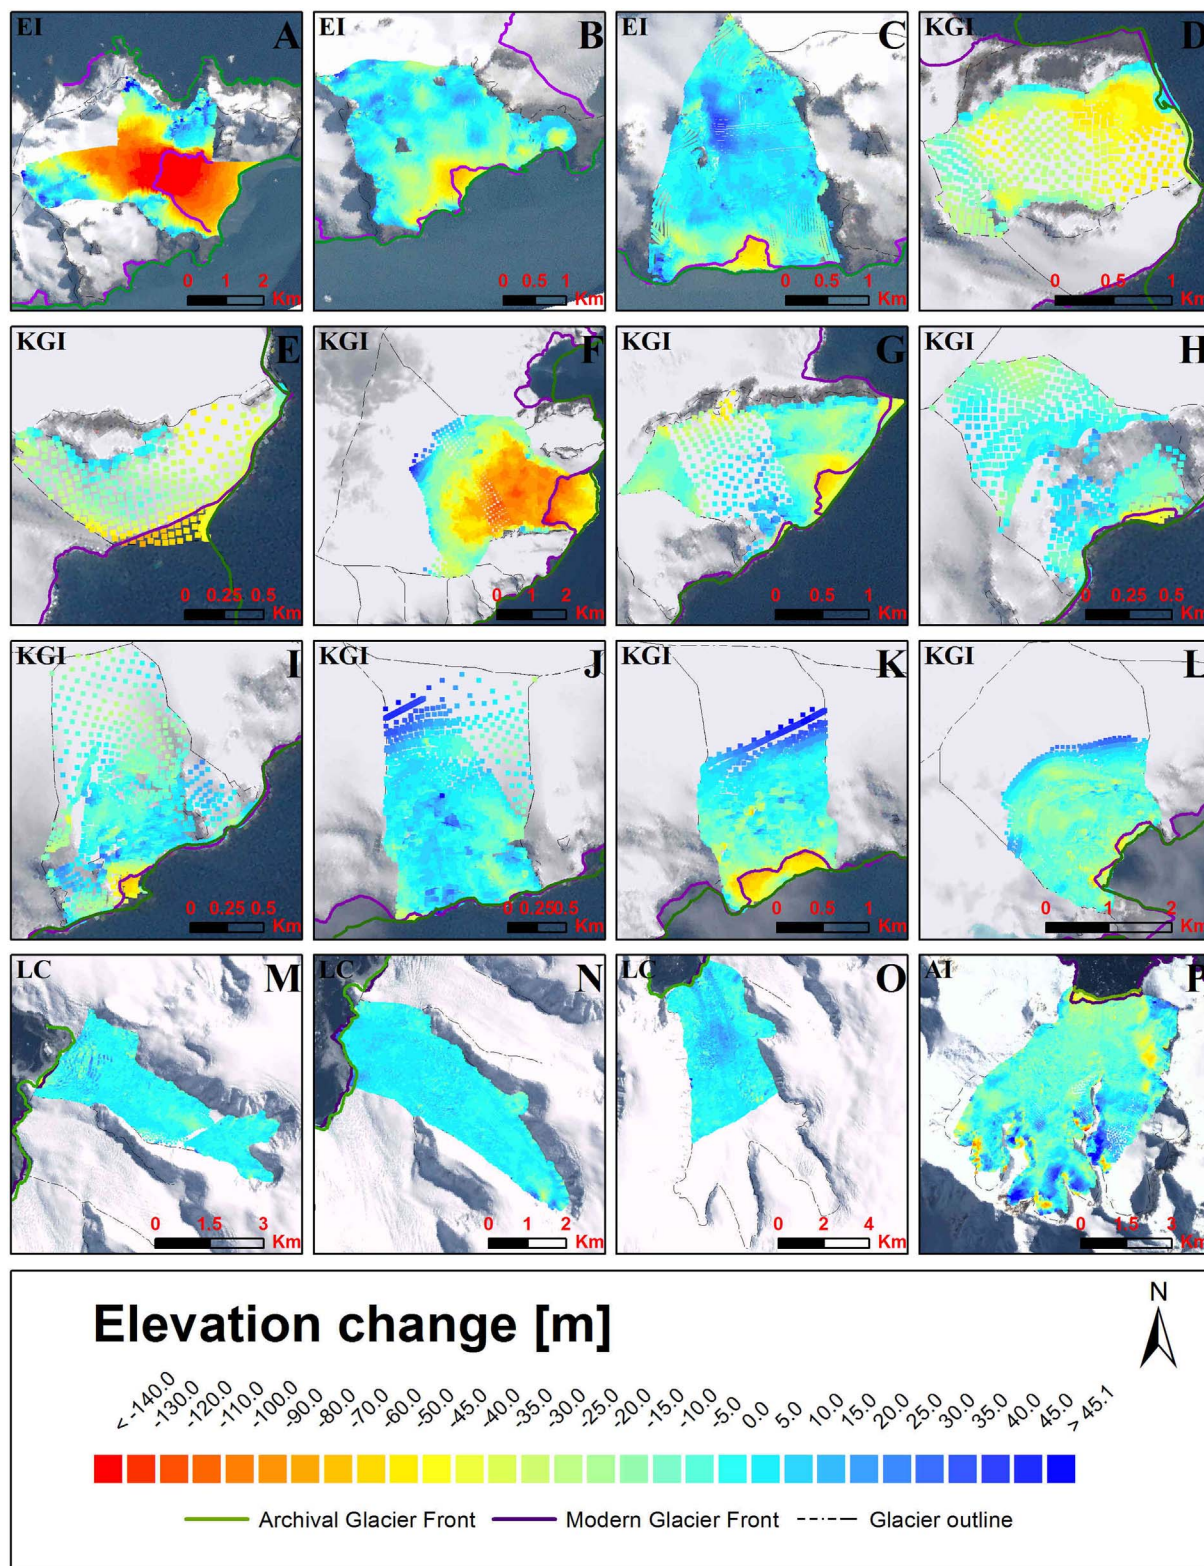 EI A
EI B
EI C
KGI D
0 1 2
Km
0 0.5 1
Km
0 0.5 1
Km
0 0.5 1
Km
KGI E
KGI F
KGI G
KGI H
0 0.25 0.5
Km
0 1 2
Km
0 0.5 1
Km
0 0.25 0.5
Km
KGI I
KGI J
KGI K
KGI L
0 0.25 0.5
Km
0 0.25 0.5
Km
0 0.5 1
Km
0 1 2
Km
LC M
LC N
LC O
AI P
0 1.5 3
Km
0 1 2
Km
0 2 4
Km
0 1.5 3
Km
Elevation change [m]
N
< -140.0 -130.0 -120.0 -110.0 -100.0 -90.0 -80.0 -70.0 -60.0 -50.0 -45.0 -40.0 -35.0 -30.0 -25.0 -20.0 -15.0 -10.0 -5.0 0.0 5.0 10.0 15.0 20.0 25.0 30.0 35.0 40.0 45.0 > 45.1
Archival Glacier Front Modern Glacier Front Glacier outline